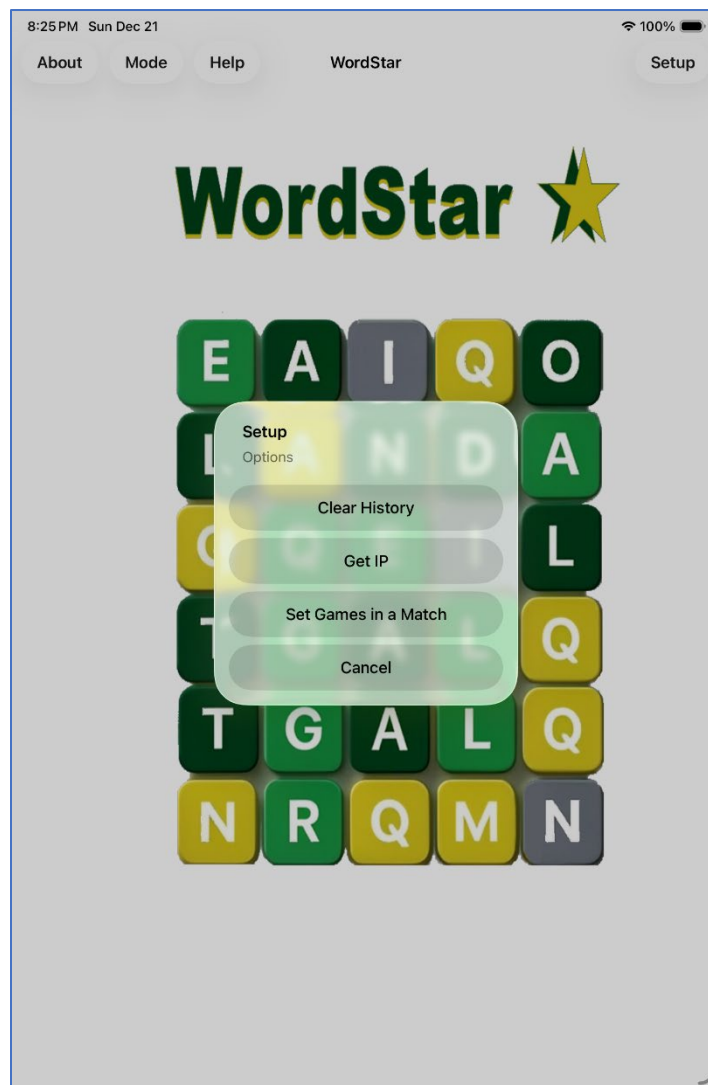 8:25 PM Sun Dec 21
100%
About Mode Help WordStar Setup
WordStar
E A I Q O
L A N D A
Setup
Options
Clear History
Q E I L
Get IP
Set Games in a Match
T G A L Q
Cancel
T G A L Q
N R Q M N